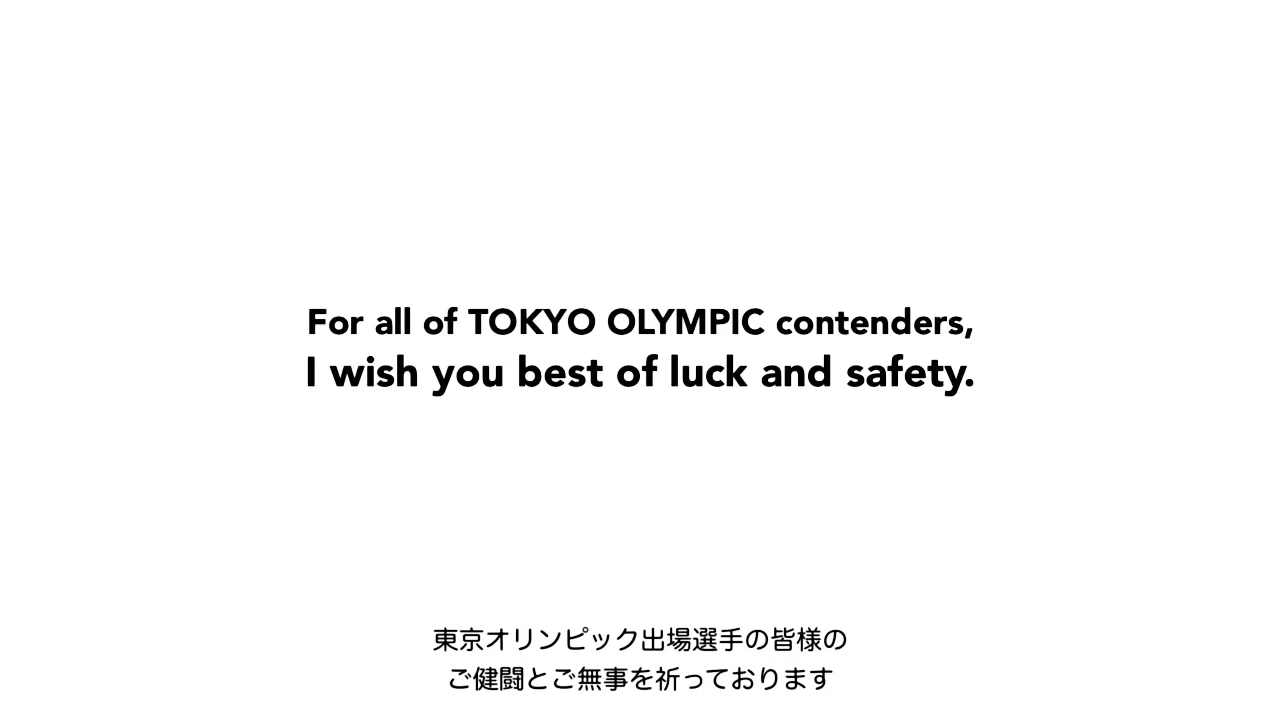 For all of TOKYO OLYMPIC contenders,
I wish you best of luck and safety.
東京オリンピック出場選手の皆様の
ご健闘とご無事を祈っております